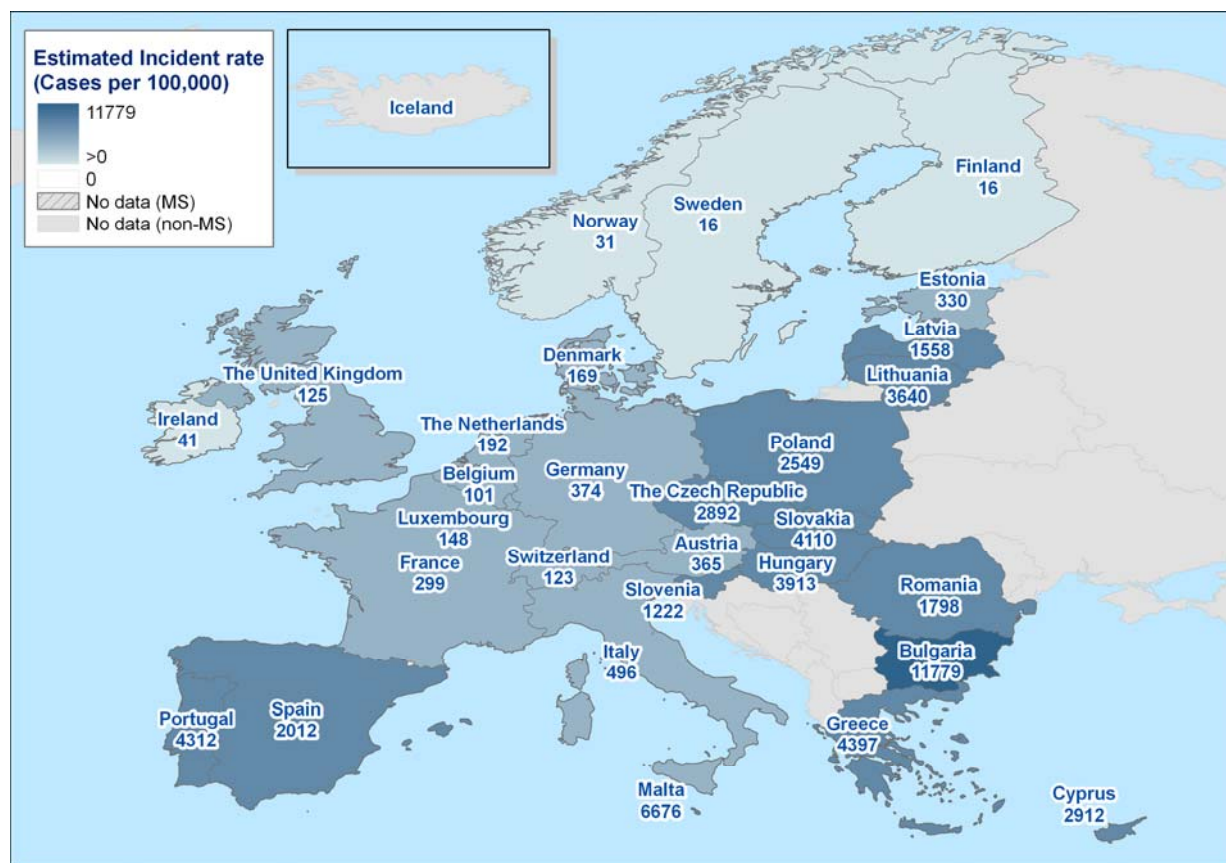 Estimated Incident rate
(Cases per 100,000)
11779
>0
0
No data (MS)
No data (non-MS)
Iceland
Finland
16
Sweden
16
Norway
31
Estonia
330
Latvia
1558
Lithuania
3640
Denmark
169
The United Kingdom
125
Ireland
41
The Netherlands
192
Poland
2549
Belgium
101
Germany
374
The Czech Republic
2892
Luxembourg
148
Slovakia
4110
Austria
365
Hungary
3913
Switzerland
123
France
299
Romania
1798
Slovenia
1222
Italy
496
Bulgaria
11779
Portugal
4312
Spain
2012
Greece
4397
Malta
6676
Cyprus
2912